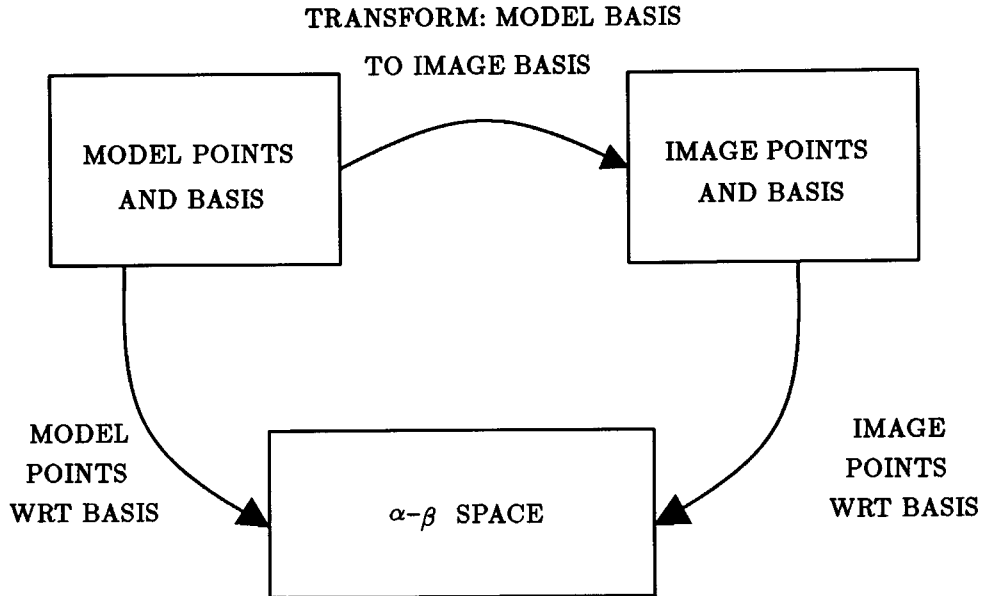 TRANSFORM: MODEL BASIS
TO IMAGE BASIS
MODEL POINTS
AND BASIS
IMAGE POINTS
AND BASIS
MODEL
POINTS
WRT BASIS
IMAGE
POINTS
WRT BASIS
α-β SPACE